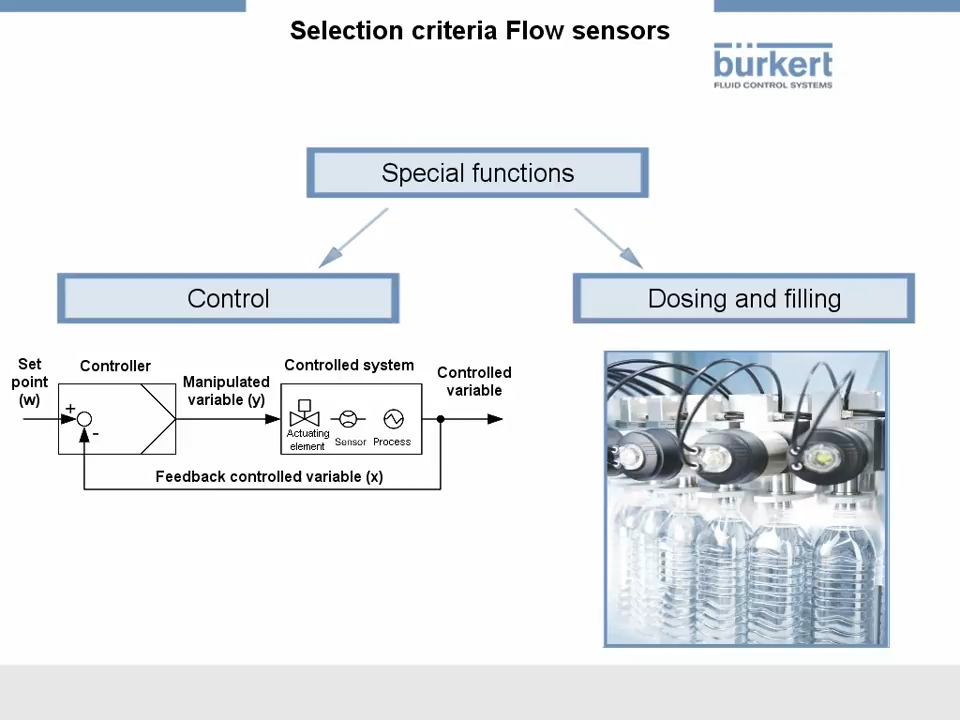 Selection criteria Flow sensors
bürkert
FLUID CONTROL SYSTEMS
Special functions
Control
Dosing and filling
Set
point
(w)
Controller
Manipulated
variable (y)
Controlled system
Controlled
variable
+
-
Actuating
element
Sensor
Process
Feedback controlled variable (x)